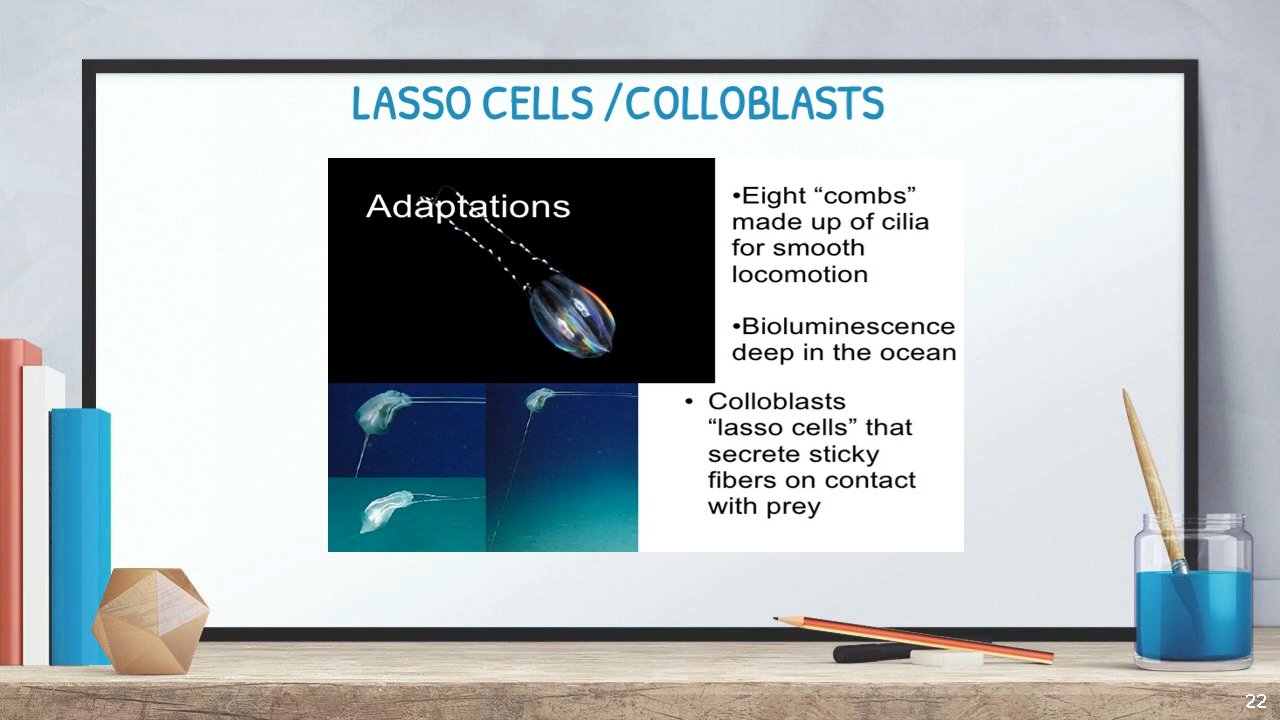 LASSO CELLS /COLLOBLASTS
Adaptations
•Eight “combs”
made up of cilia
for smooth
locomotion
•Bioluminescence
deep in the ocean
• Colloblasts
“lasso cells” that
secrete sticky
fibers on contact
with prey
22